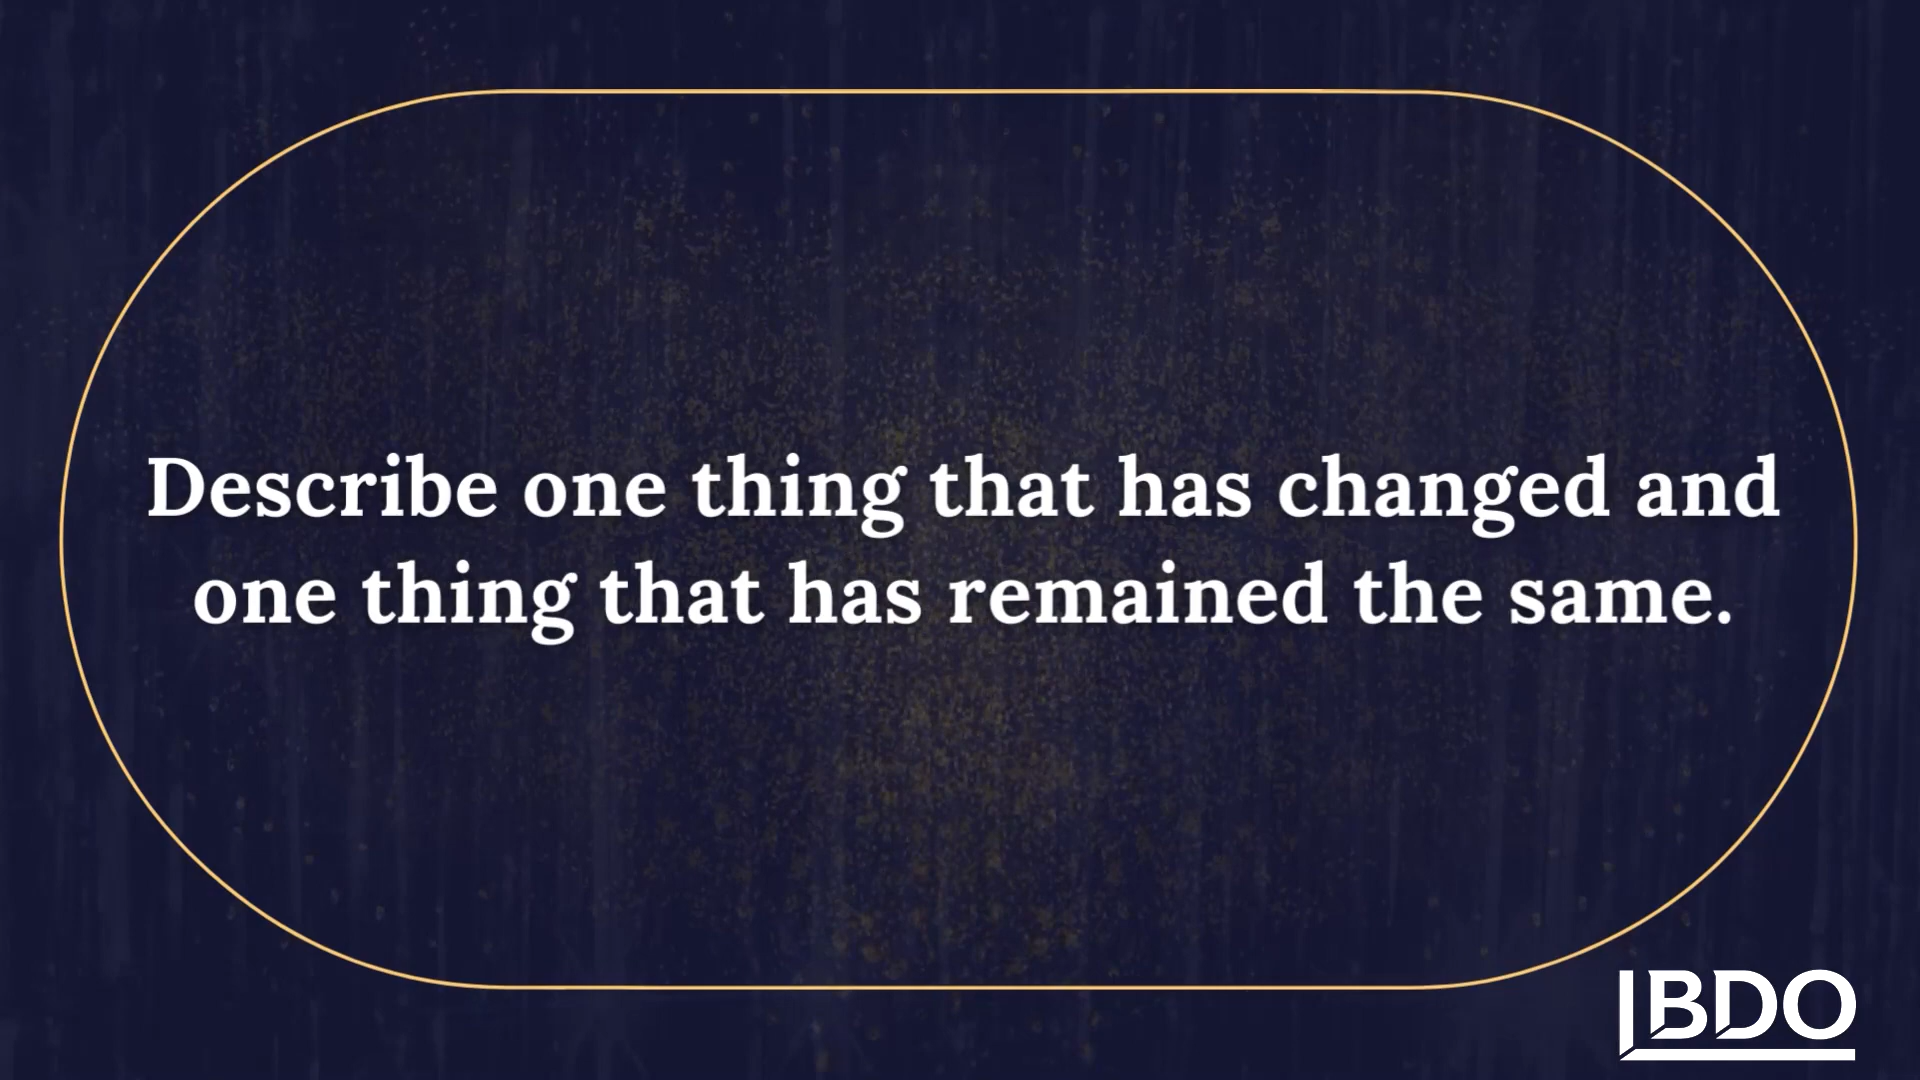 Describe one thing that has changed and
one thing that has remained the same.
BDO